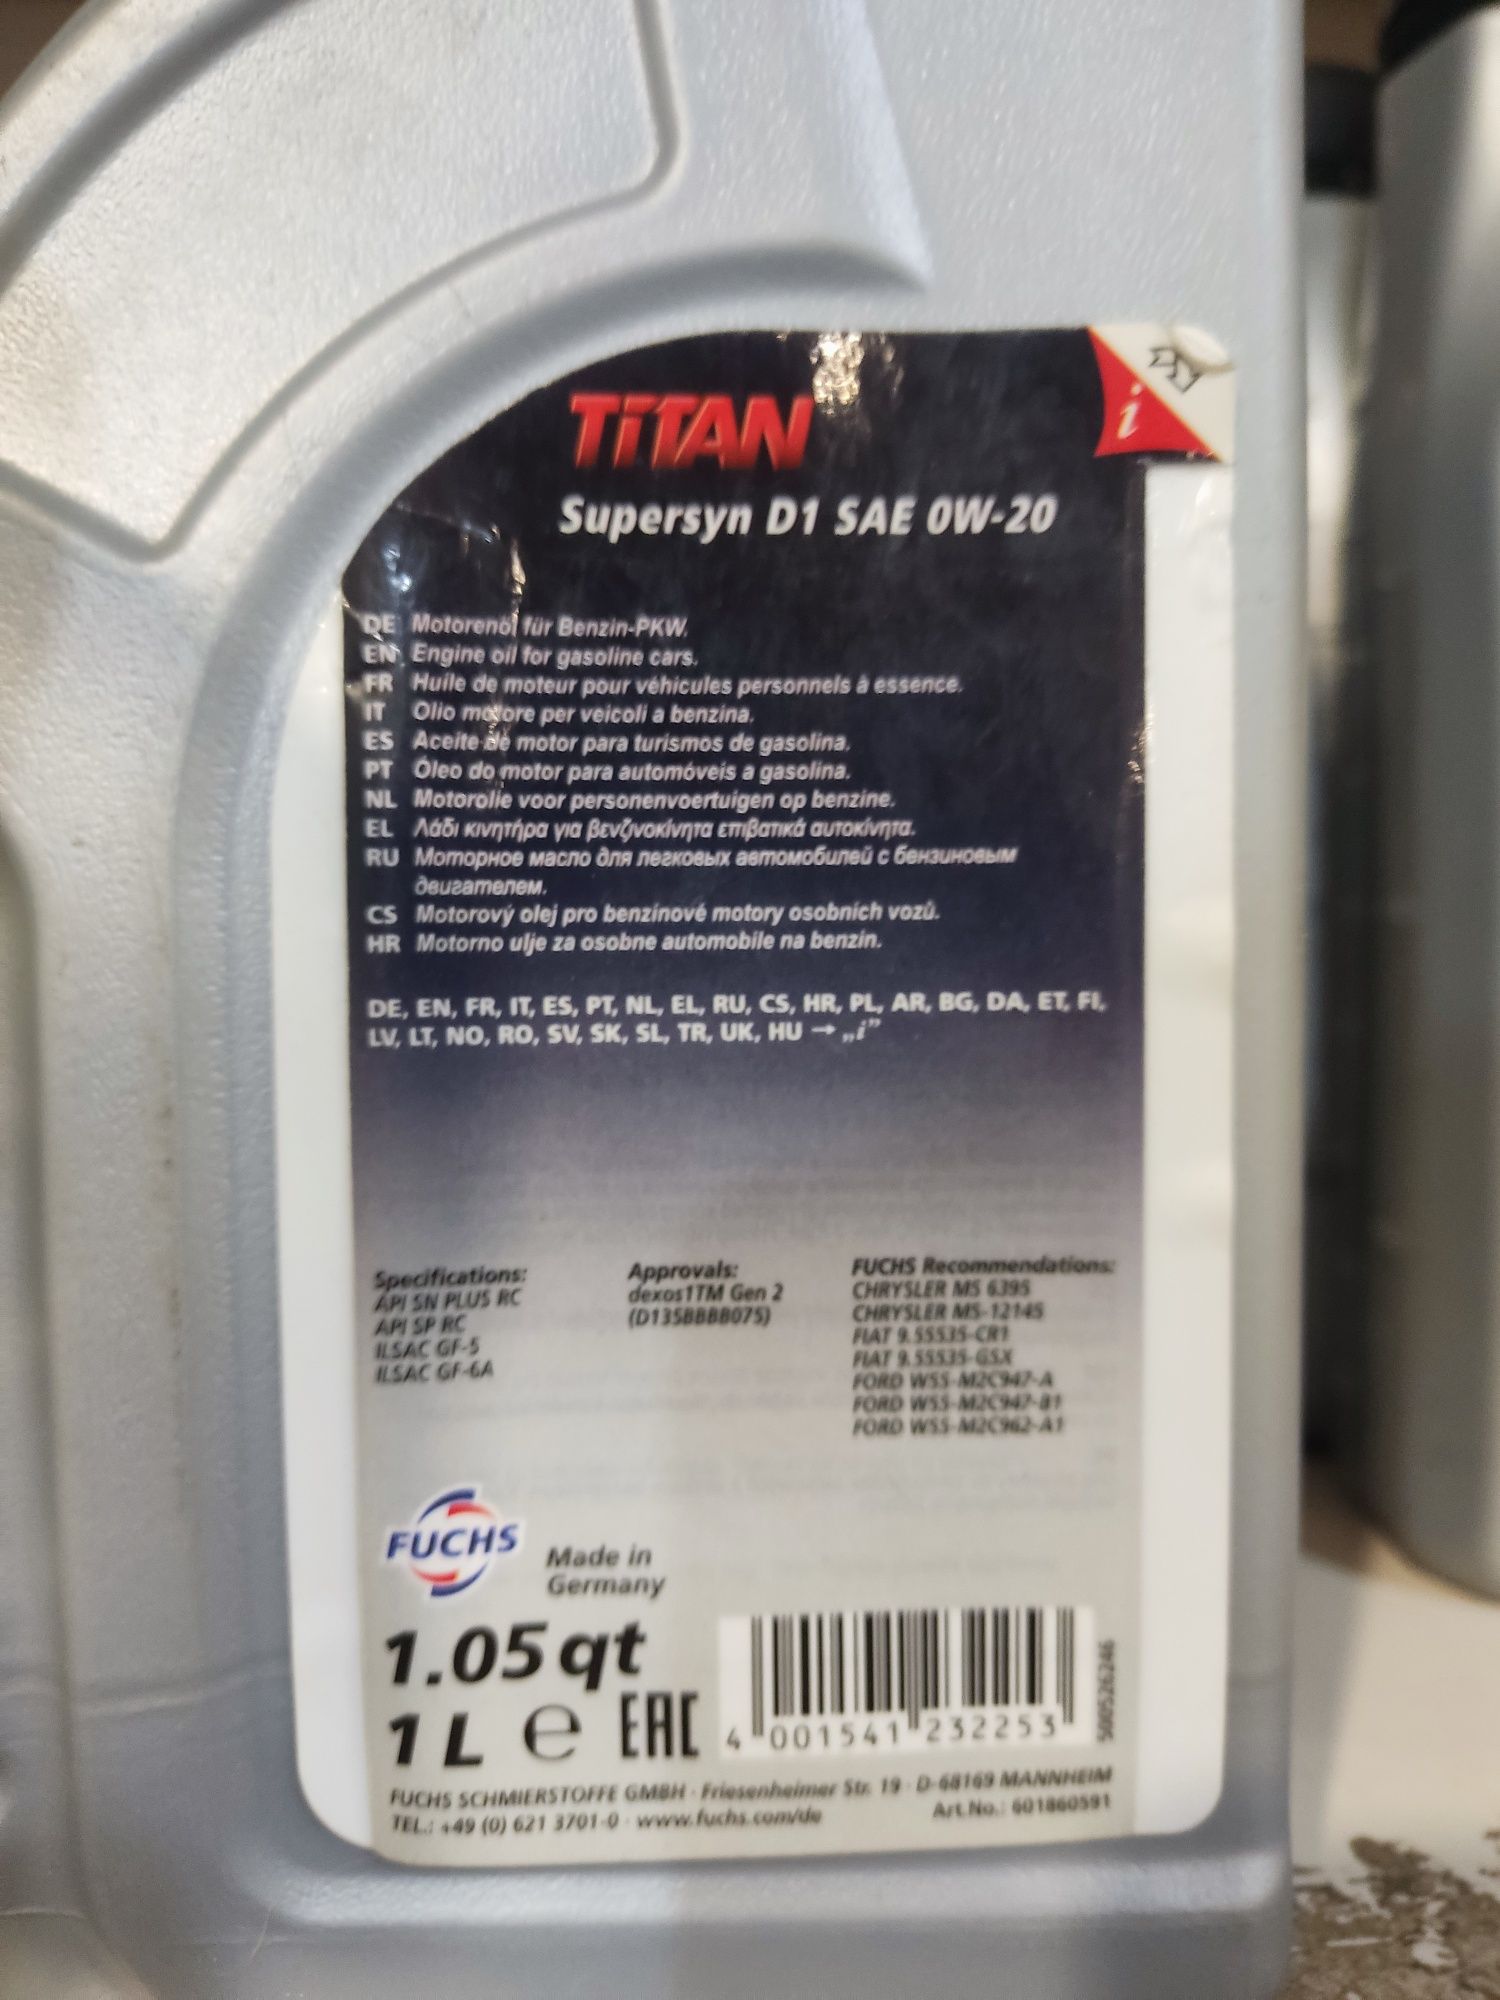 TITAN
Supersyn D1 SAE 0W-20
i
DE Motorenöl für Benzin-PKW.
EN Engine oil for gasoline cars.
FR Huile de moteur pour véhicules personnels à essence.
IT Olio motore per veicoli a benzina.
ES Aceite de motor para turismos de gasolina.
PT Óleo do motor para automóveis a gasolina.
NL Motorolie voor personenvoertuigen op benzine.
EL Λάδι κινητήρα για βενζινοκίνητα επιβατικά αυτοκίνητα.
RU Моторное масло для легковых автомобилей с бензиновым
двигателем.
CS Motorový olej pro benzinové motory osobních vozů.
HR Motorno ulje za osobne automobile na benzin.
DE, EN, FR, IT, ES, PT, NL, EL, RU, CS, HR, PL, AR, BG, DA, ET, FI,
LV, LT, NO, RO, SV, SK, SL, TR, UK, HU → „i”
Specifications:
API SN PLUS RC
API SP RC
ILSAC GF-5
ILSAC GF-6A
Approvals:
dexos1TM Gen 2
(D135BBBB075)
FUCHS Recommendations:
CHRYSLER MS 6395
CHRYSLER MS-12145
FIAT 9.55535-CR1
FIAT 9.55535-GSX
FORD WSS-M2C947-A
FORD WSS-M2C947-B1
FORD WSS-M2C962-A1
FUCHS
Made in
Germany
1.05 qt
1 L e EAC
4 001541 232253
500526246
FUCHS SCHMIERSTOFFE GMBH · Friesenheimer Str. 19 · D-68169 MANNHEIM
TEL.: +49 (0) 621 3701-0 · www.fuchs.com/de
Art.No.: 601860591